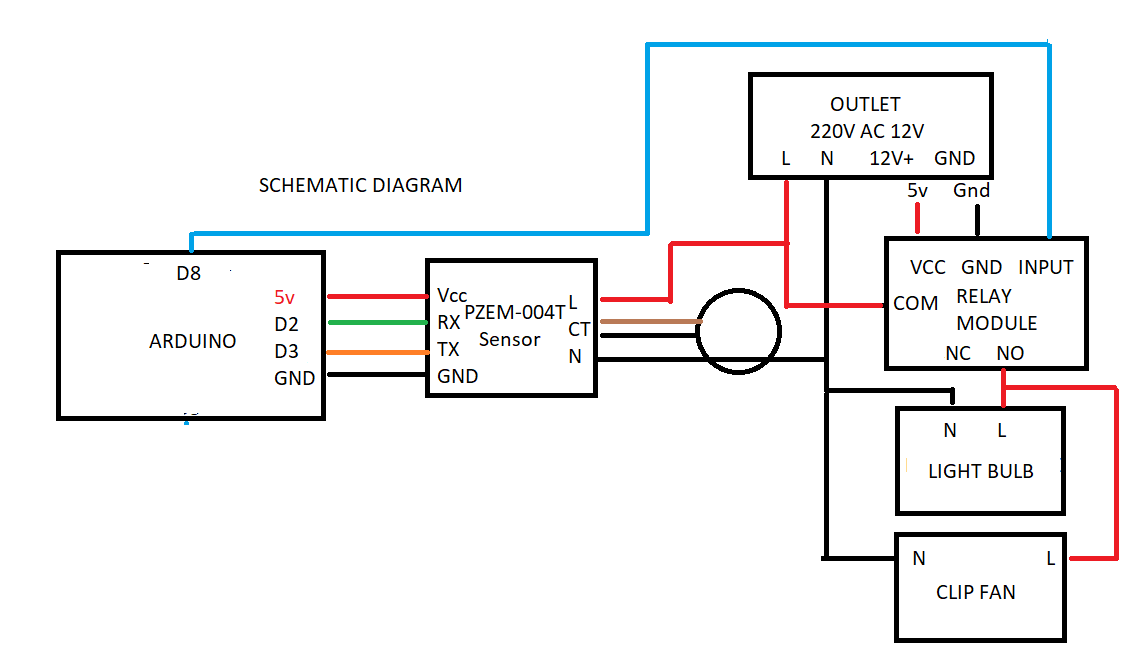 OUTLET
220V AC 12V
L N 12V+ GND
5v Gnd
SCHEMATIC DIAGRAM
D8
5v
D2
D3
GND
ARDUINO
Vcc
RX
TX
GND
PZEM-004T
Sensor
L
CT
N
VCC GND INPUT
COM
RELAY
MODULE
NC NO
N L
LIGHT BULB
N L
CLIP FAN